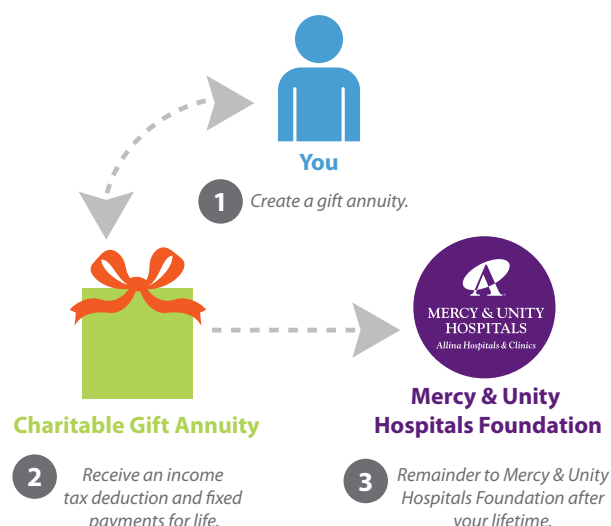 You
1 Create a gift annuity.
MERCY & UNITY
HOSPITALS
Allina Hospitals & Clinics
Charitable Gift Annuity
Mercy & Unity
Hospitals Foundation
2 Receive an income
tax deduction and fixed
payments for life.
3 Remainder to Mercy & Unity
Hospitals Foundation after
your lifetime.